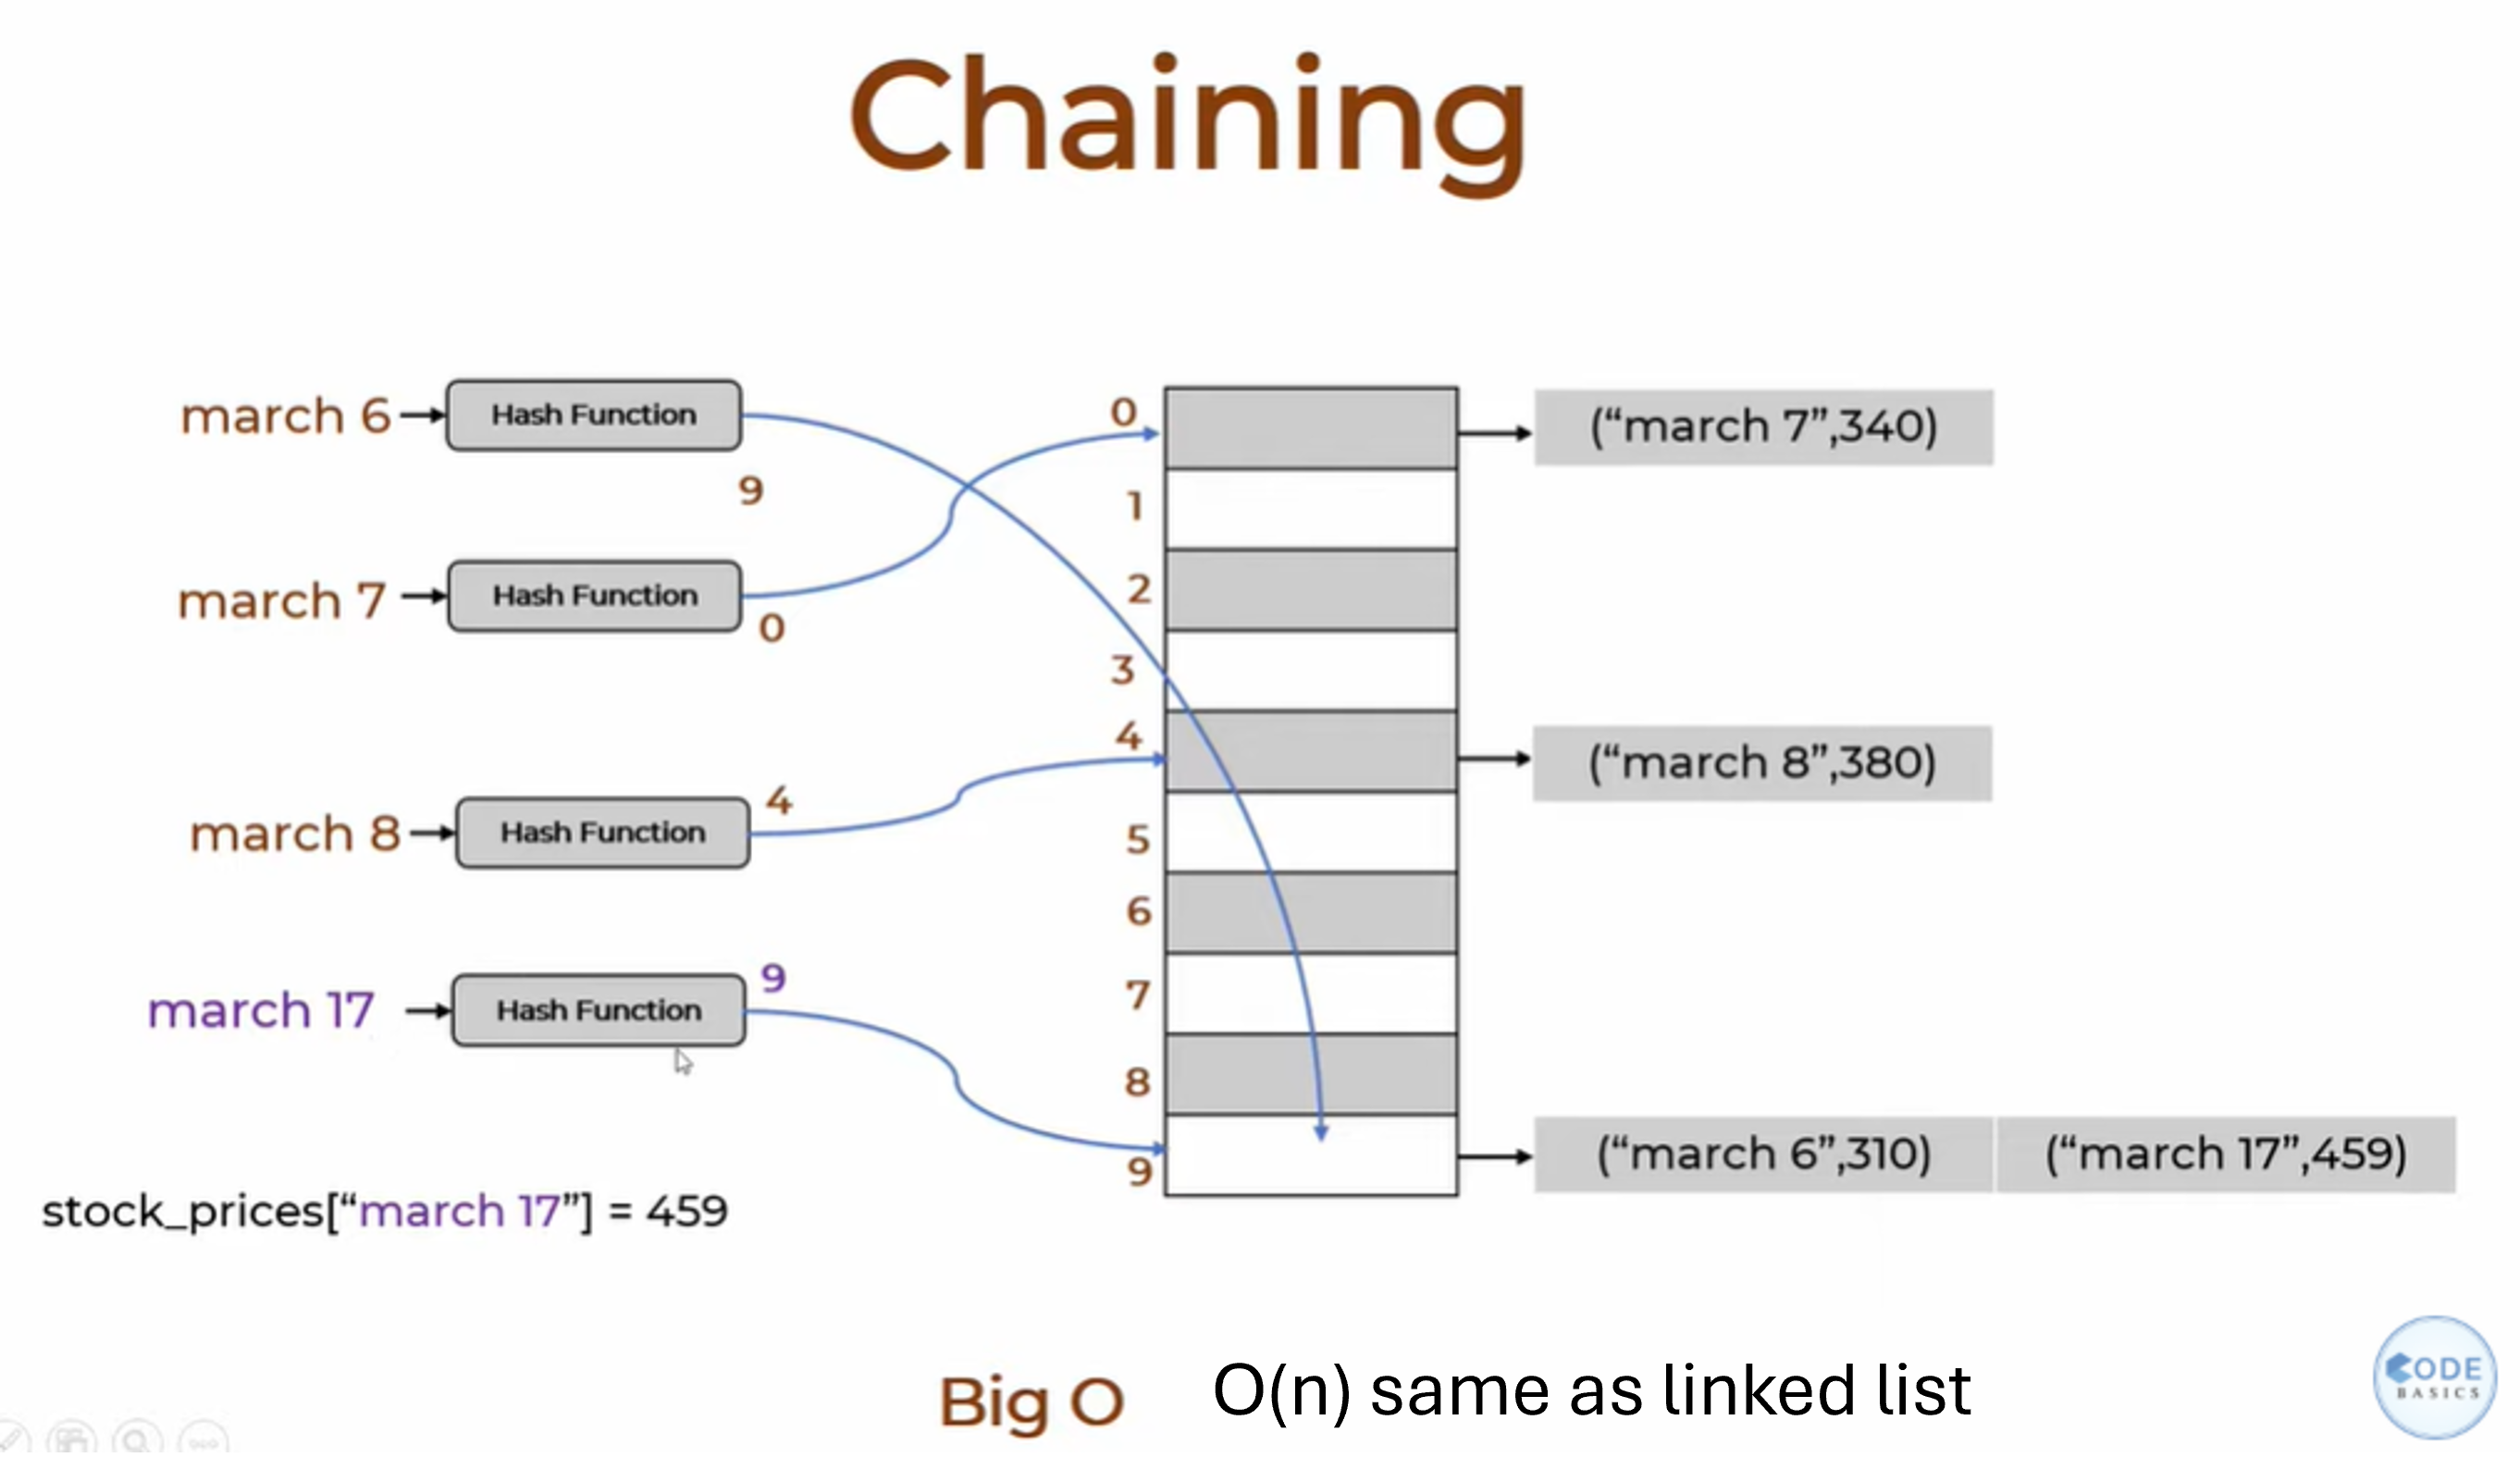 Chaining
march 6
Hash Function
9
march 7
Hash Function
0
march 8
Hash Function
4
march 17
Hash Function
9
stock_prices[“march 17”] = 459
0
1
2
3
4
5
6
7
8
9
(“march 7”,340)
(“march 8”,380)
(“march 6”,310) (“march 17”,459)
Big O O(n) same as linked list
CODE
BASICS